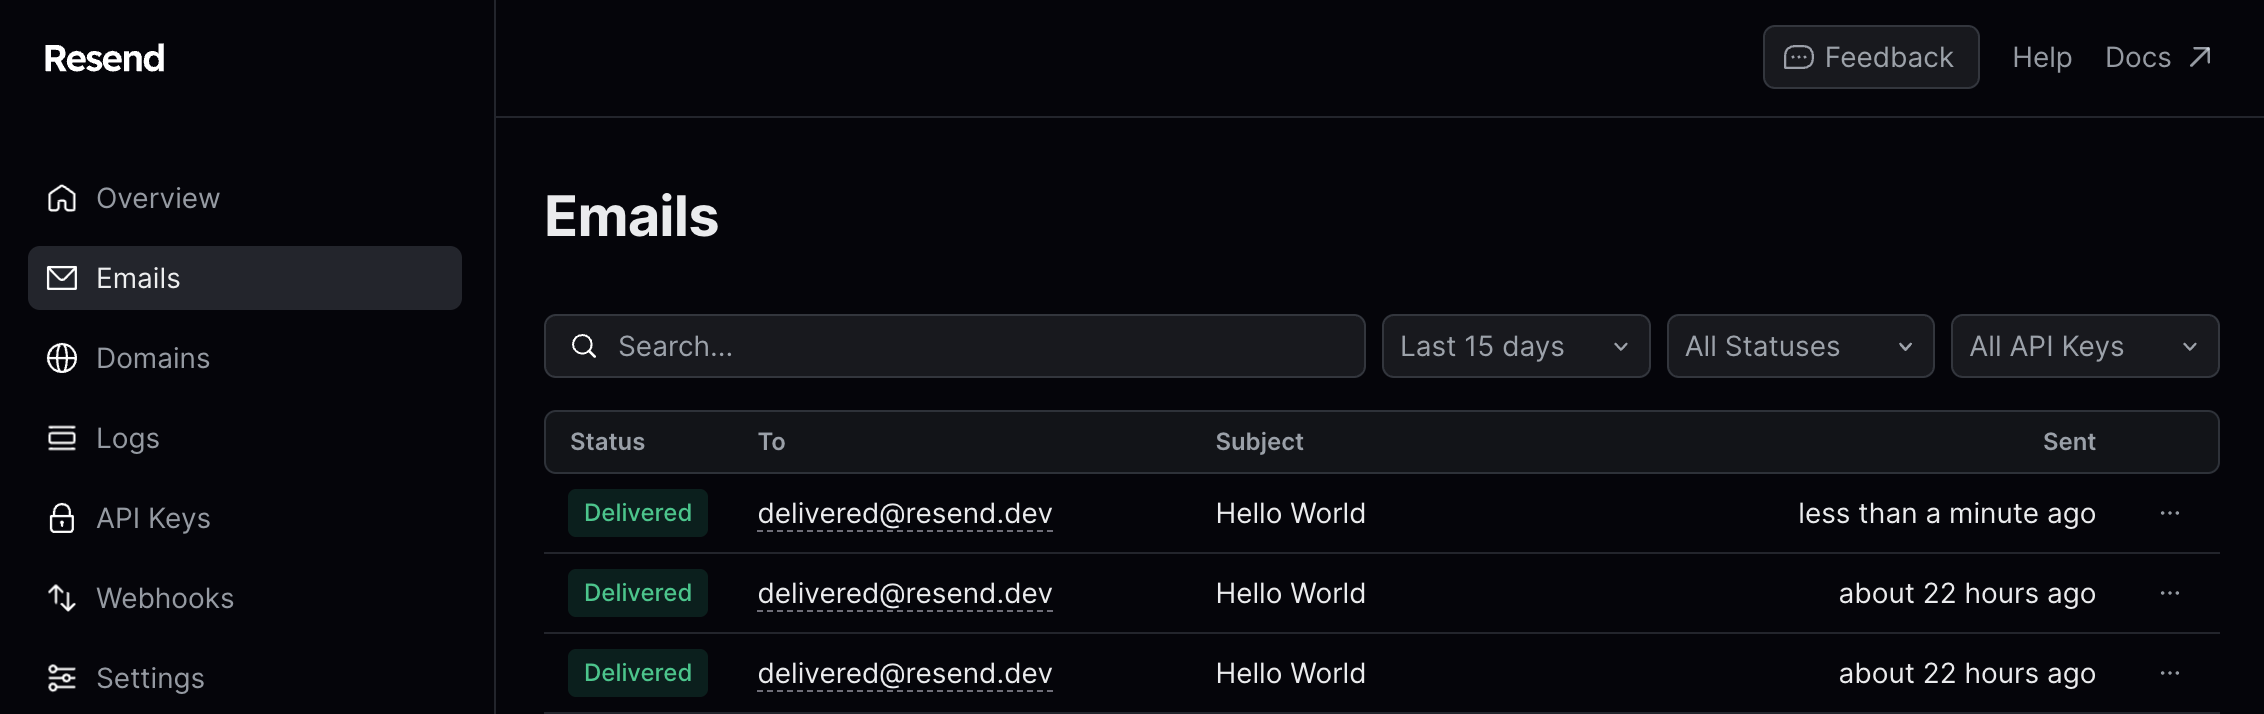 Resend
Feedback Help Docs
Overview
Emails
Domains
Logs
API Keys
Webhooks
Settings
Emails
Search... Last 15 days All Statuses All API Keys
Status To Subject Sent
Delivered delivered@resend.dev Hello World less than a minute ago
Delivered delivered@resend.dev Hello World about 22 hours ago
Delivered delivered@resend.dev Hello World about 22 hours ago